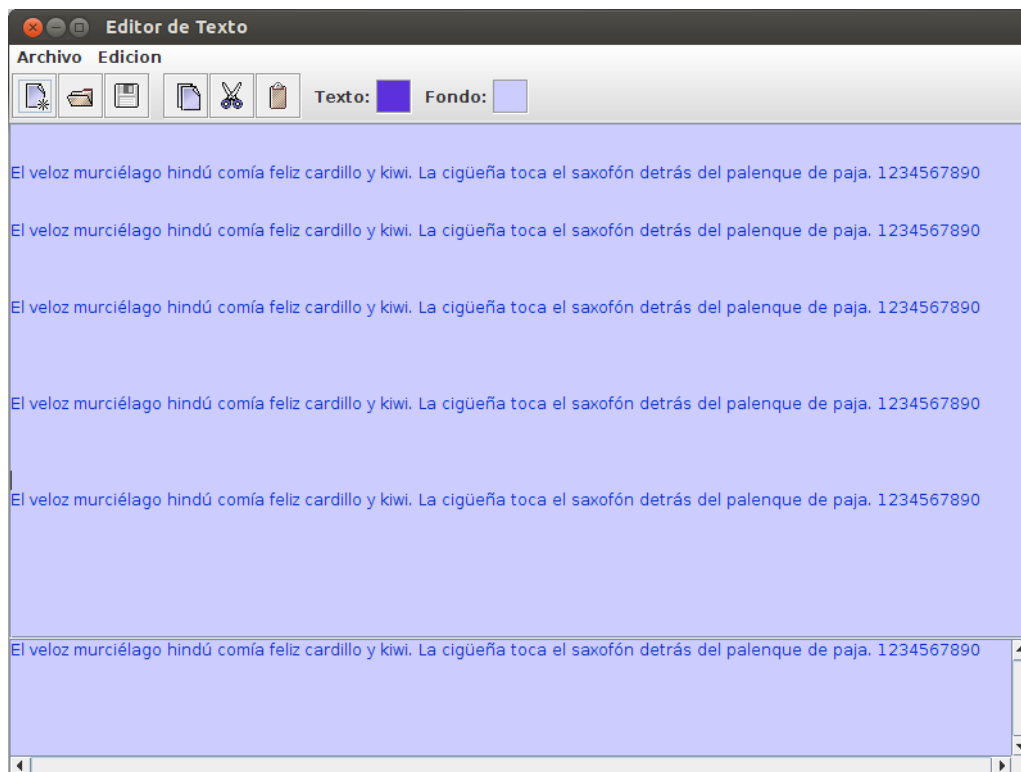 Editor de Texto
Archivo Edicion
Texto: Fondo:
El veloz murciélago hindú comía feliz cardillo y kiwi. La cigüeña toca el saxofón detrás del palenque de paja. 1234567890
El veloz murciélago hindú comía feliz cardillo y kiwi. La cigüeña toca el saxofón detrás del palenque de paja. 1234567890
El veloz murciélago hindú comía feliz cardillo y kiwi. La cigüeña toca el saxofón detrás del palenque de paja. 1234567890
El veloz murciélago hindú comía feliz cardillo y kiwi. La cigüeña toca el saxofón detrás del palenque de paja. 1234567890
El veloz murciélago hindú comía feliz cardillo y kiwi. La cigüeña toca el saxofón detrás del palenque de paja. 1234567890
El veloz murciélago hindú comía feliz cardillo y kiwi. La cigüeña toca el saxofón detrás del palenque de paja. 1234567890